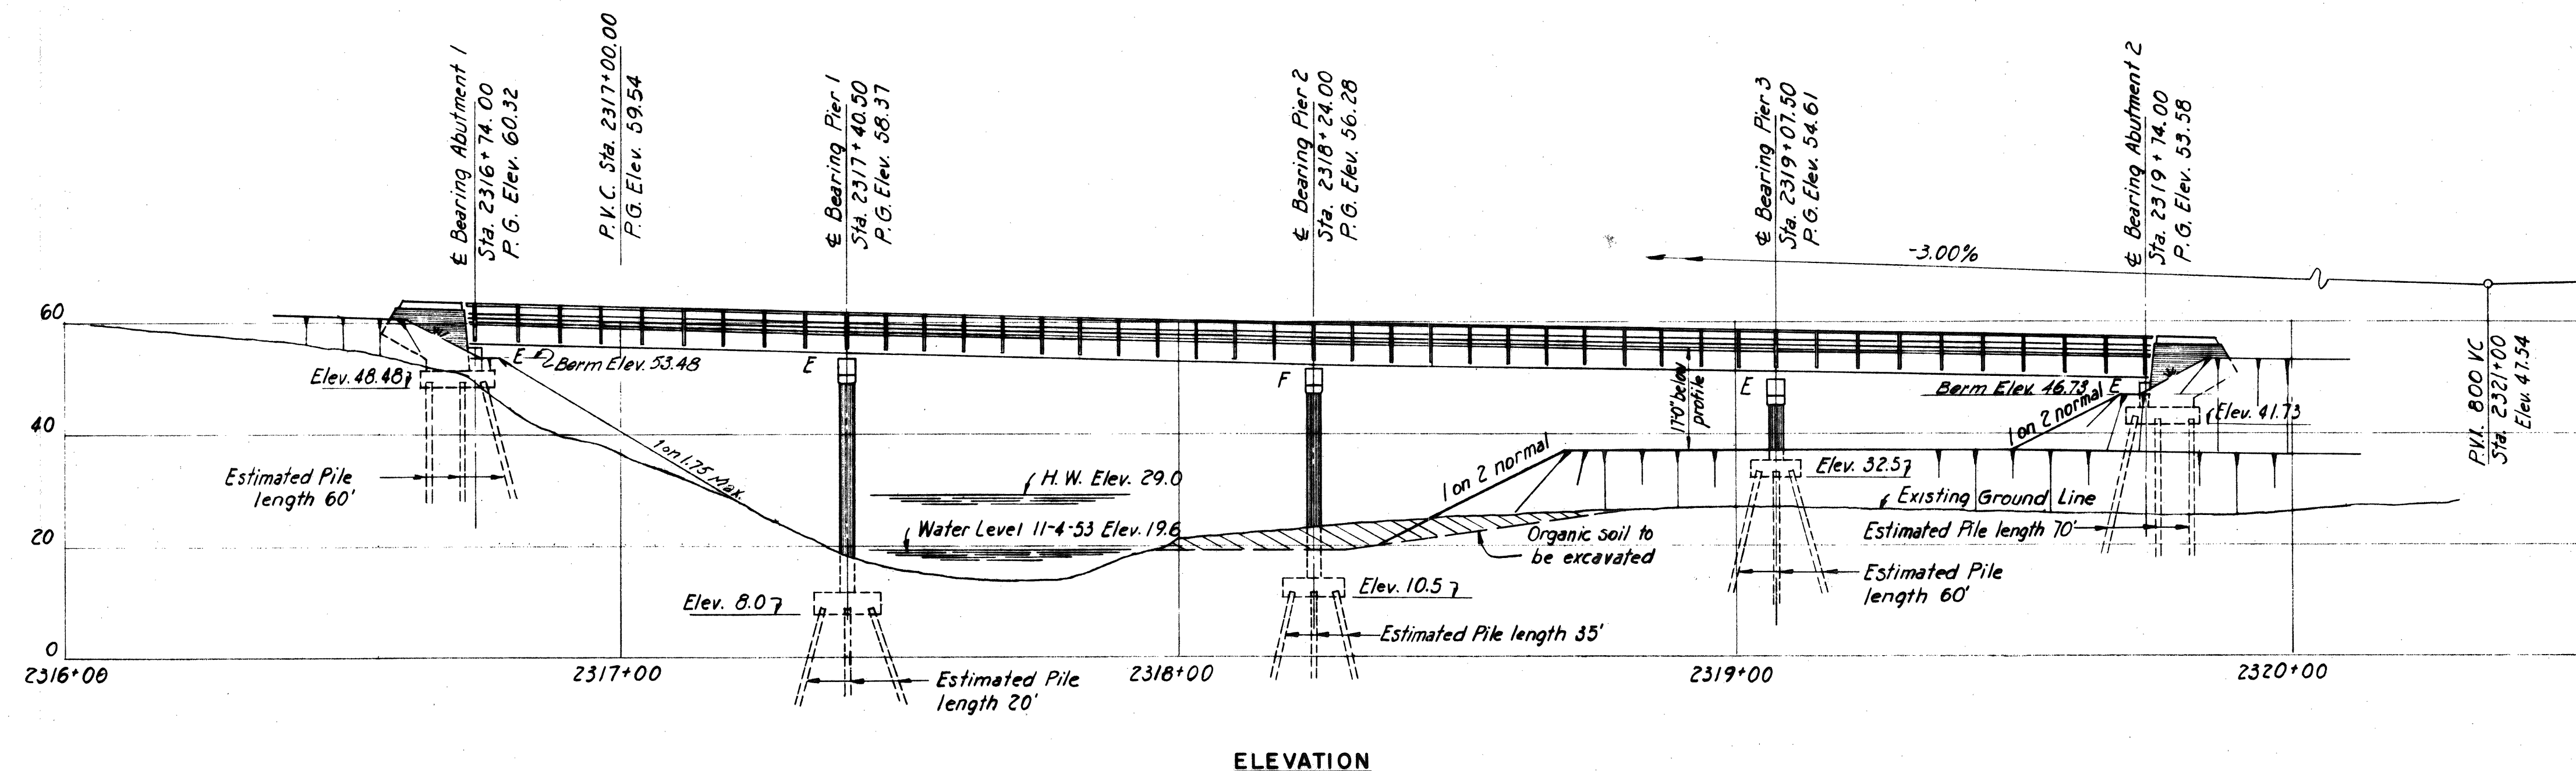 ℄ Bearing Abutment 1
Sta. 2316+74.00
P.G. Elev. 60.32
P.V.C. Sta. 2317+00.00
P.G. Elev. 59.54
℄ Bearing Pier 1
Sta. 2317+40.50
P.G. Elev. 58.37
℄ Bearing Pier 2
Sta. 2318+24.00
P.G. Elev. 56.28
℄ Bearing Pier 3
Sta. 2319+07.50
P.G. Elev. 54.61
℄ Bearing Abutment 2
Sta. 2319+74.00
P.G. Elev. 53.58
-3.00%
P.V.I. 800 VC
Sta. 2321+00
Elev. 47.54
60
40
20
0
E
Berm Elev. 53.48
Elev. 48.48
E
F
E
17'0" below
profile
Berm Elev. 46.73
E
Elev. 41.73
1 on 2 normal
1 on 1.75 Max.
1 on 2 normal
Estimated Pile
length 60'
H.W. Elev. 29.0
Elev. 32.5
Existing Ground Line
Water Level 11-4-53 Elev. 19.6
Organic soil to
be excavated
Estimated Pile length 70'
Elev. 8.0
Elev. 10.5
Estimated Pile
length 60'
Estimated Pile length 35'
Estimated Pile
length 20'
2316+00
2317+00
2318+00
2319+00
2320+00
ELEVATION